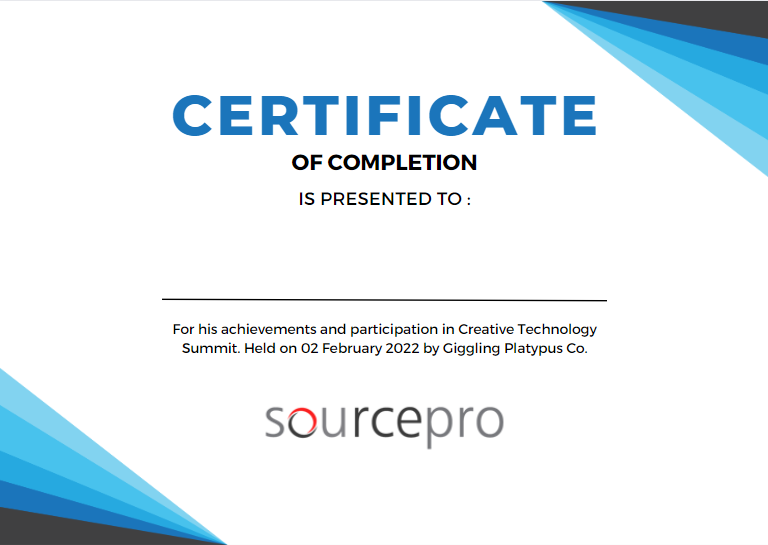 CERTIFICATE
OF COMPLETION
IS PRESENTED TO :
For his achievements and participation in Creative Technology
Summit. Held on 02 February 2022 by Giggling Platypus Co.
sourcepro